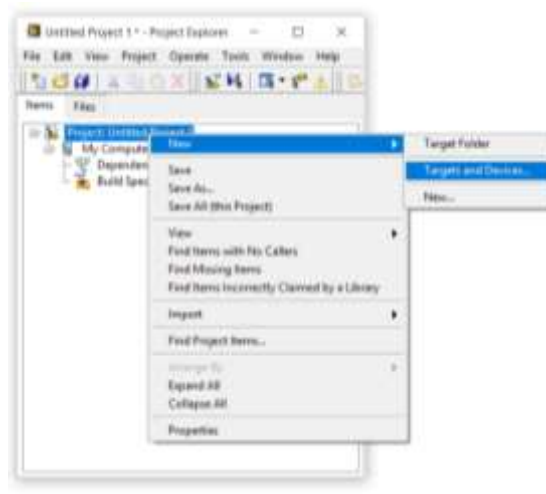 Untitled Project 1 * - Project Explorer
File Edit View Project Operate Tools Window Help
Items Files
Project: Untitled Project 1
My Compute
Dependen
Build Spec
New
Save
Save As...
Save All (this Project)
View
Find Items with No Callers
Find Missing Items
Find Items Incorrectly Claimed by a Library
Import
Find Project Items...
Arrange By
Expand All
Collapse All
Properties
Target Folder
Targets and Devices...
New...